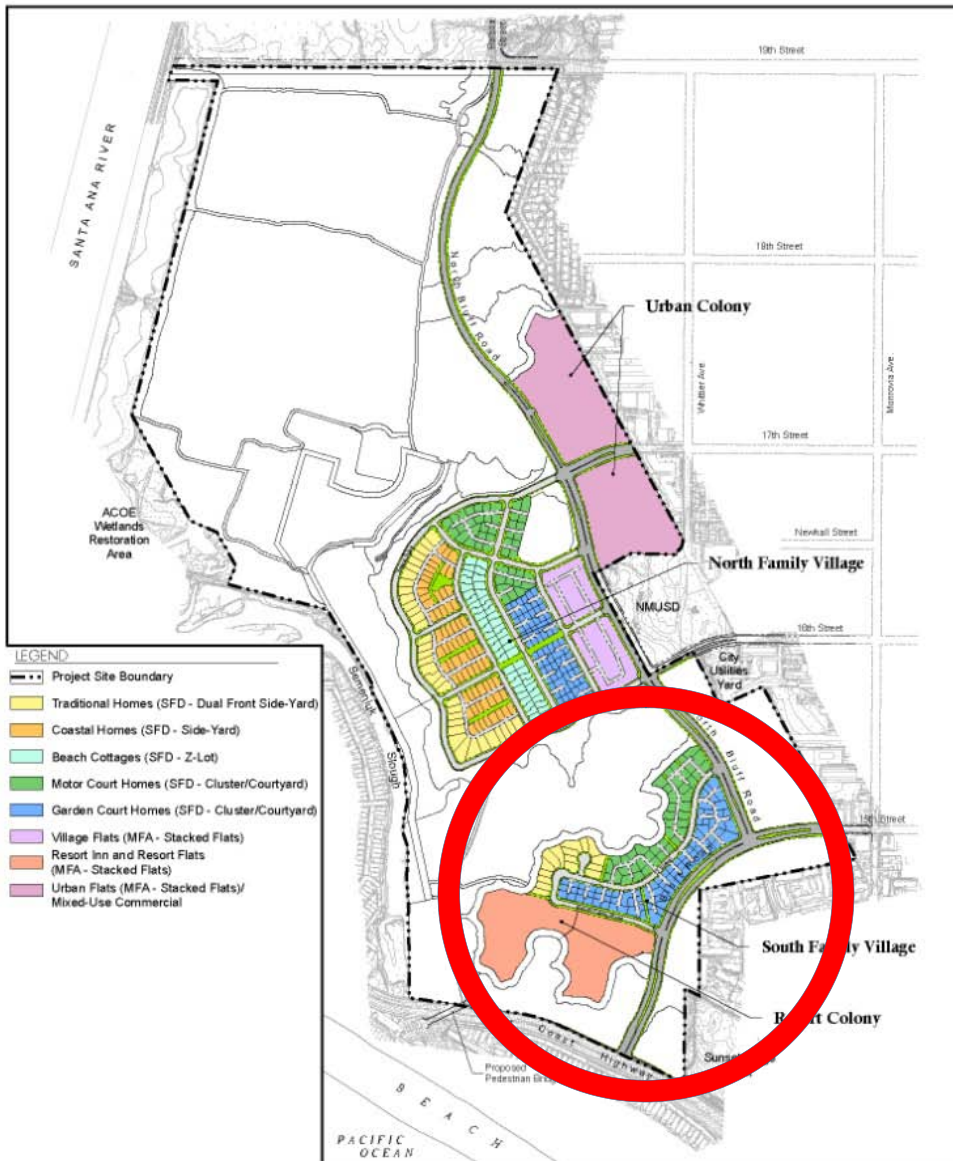 19th Street
SANTA ANA RIVER
18th Street
North Bluff Road
Urban Colony
Whittier Ave.
Monrovia Ave.
17th Street
ACOE
Wetlands
Restoration
Area
Newhall Street
North Family Village
NMUSD
16th Street
City
Utilities
Yard
LEGEND
Project Site Boundary
Traditional Homes (SFD - Dual Front Side-Yard)
Coastal Homes (SFD - Side-Yard)
Beach Cottages (SFD - Z-Lot)
Motor Court Homes (SFD - Cluster/Courtyard)
Garden Court Homes (SFD - Cluster/Courtyard)
Village Flats (MFA - Stacked Flats)
Resort Inn and Resort Flats
(MFA - Stacked Flats)
Urban Flats (MFA - Stacked Flats)/
Mixed-Use Commercial
Semeniuk
Slough
Bluff Road
15th Street
South Village
Colony
Coast Highway
Proposed
Pedestrian
BEACH
PACIFIC
OCEAN